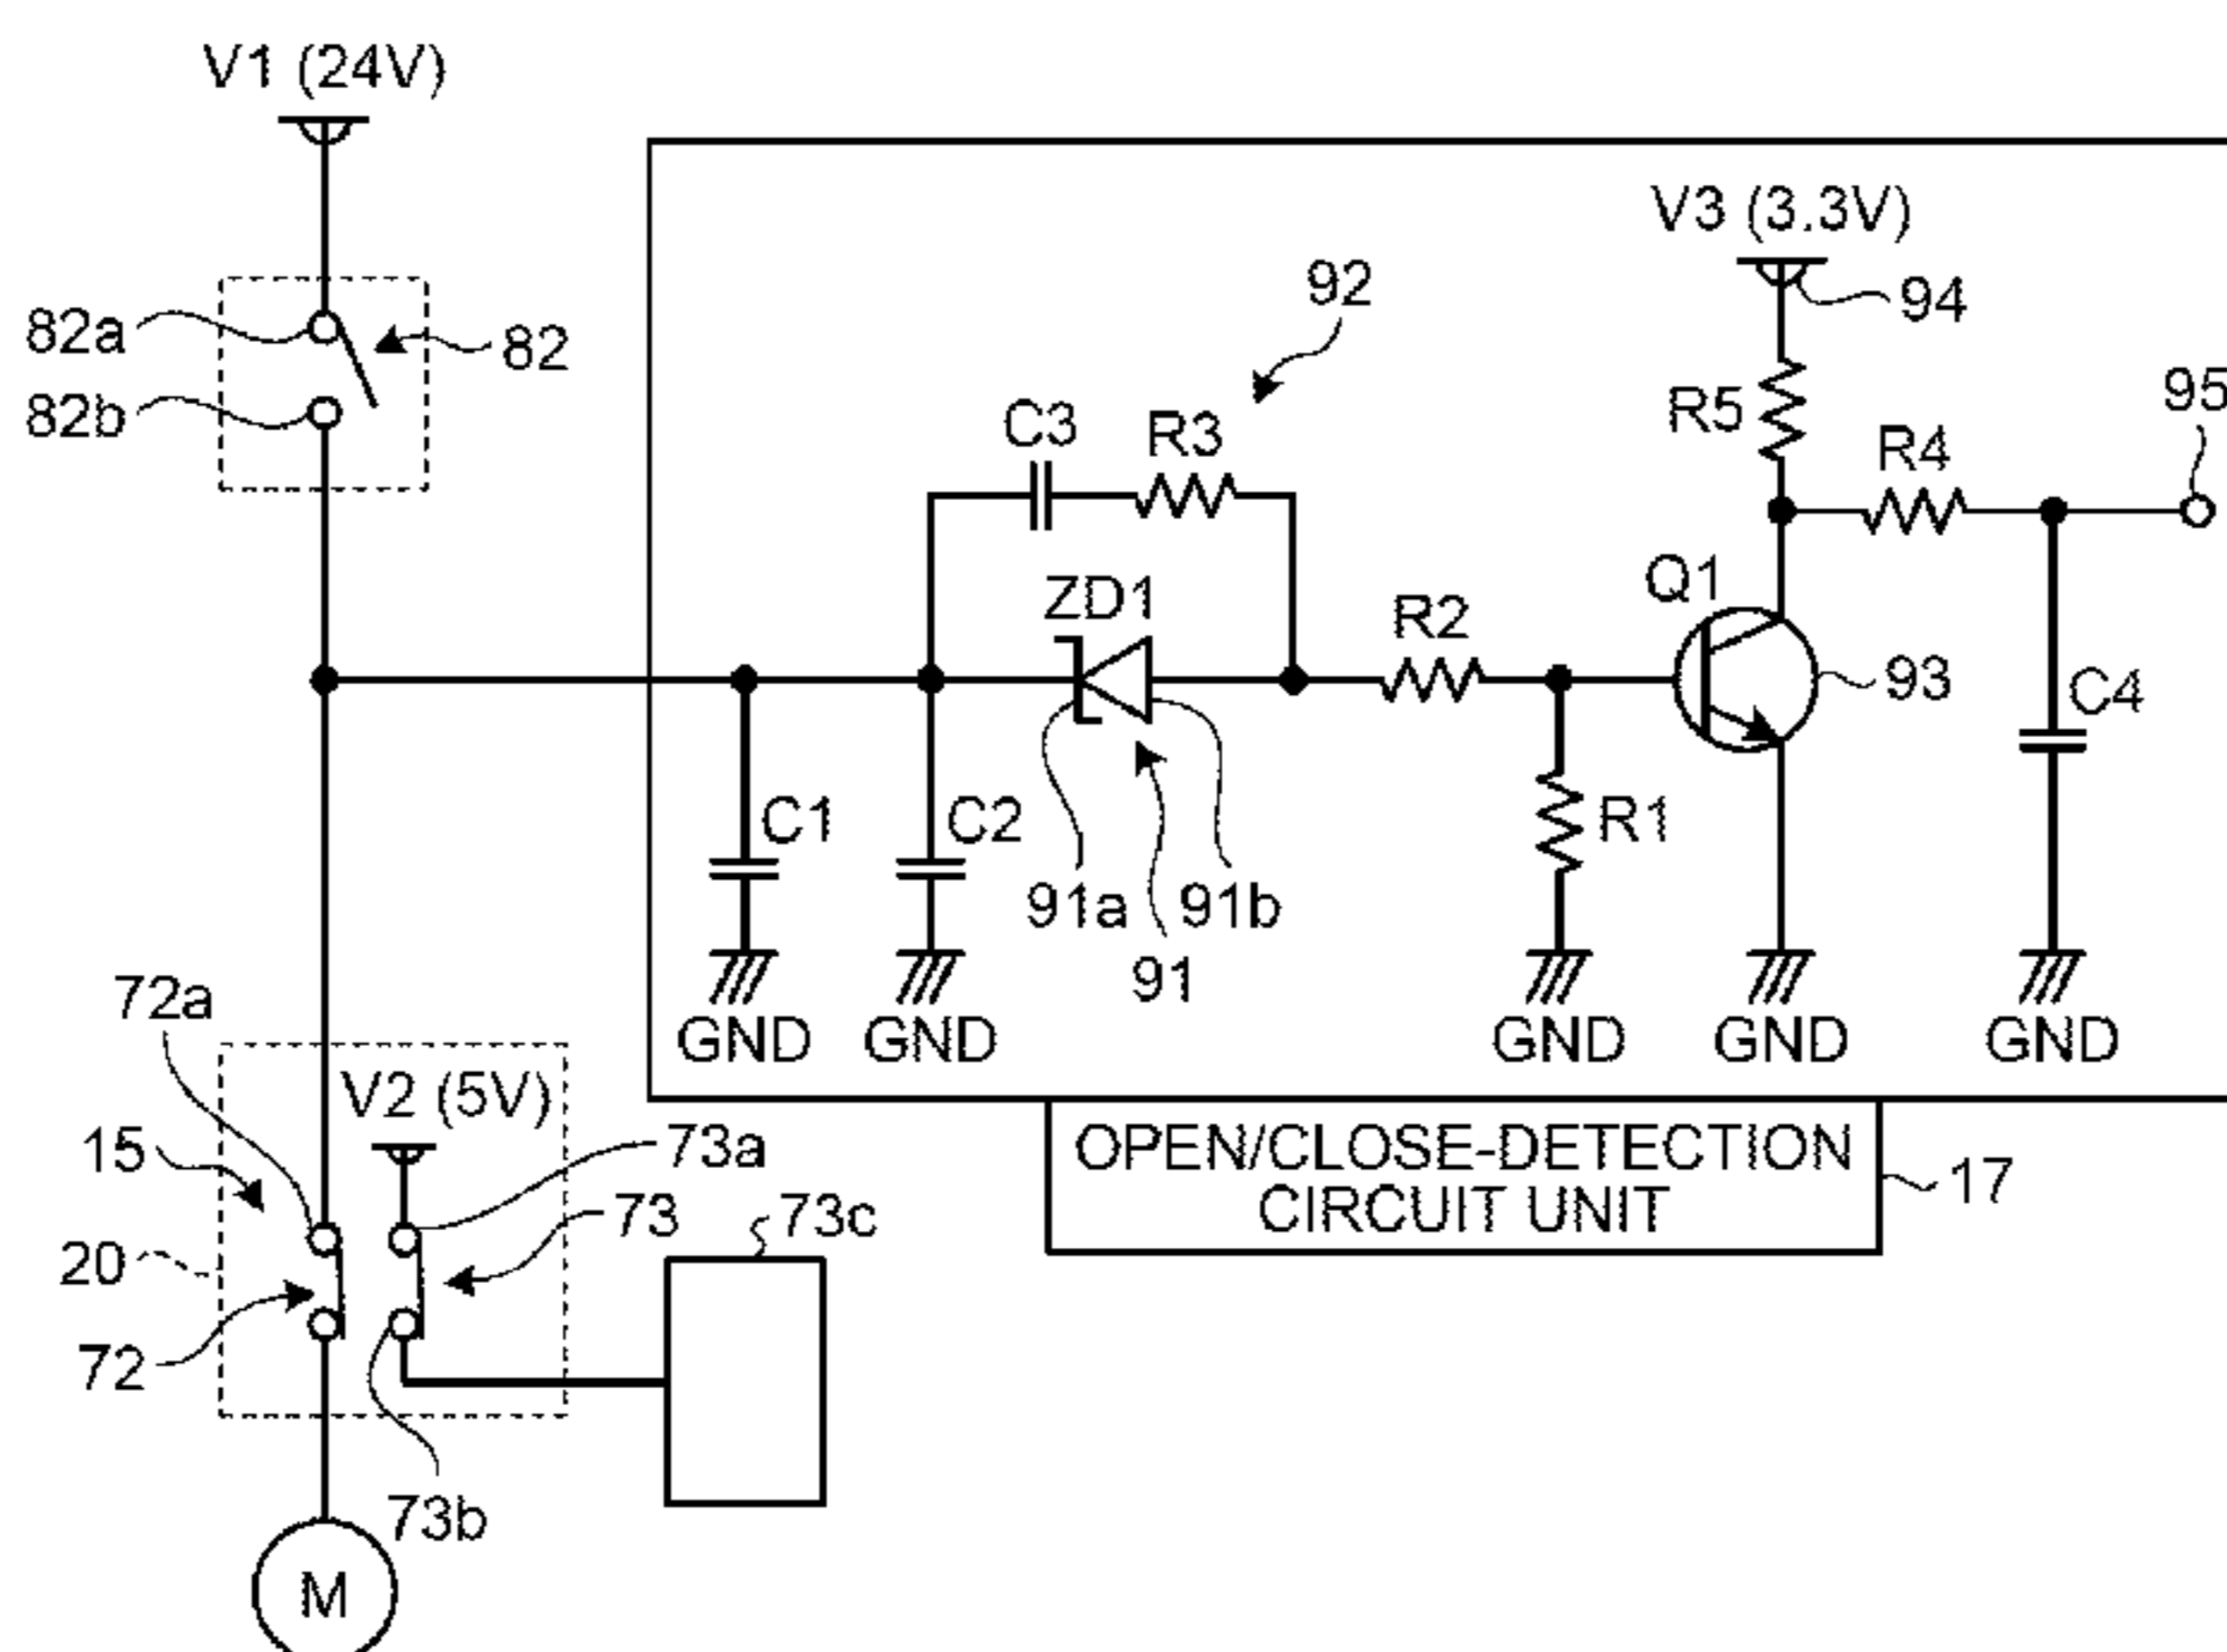 V1 (24V)
82a
82
82b
V3 (3.3V)
94
92
95
C3
R3
R5
R4
ZD1
R2
Q1
93
C4
C1
C2
R1
91a
91b
91
GND
GND
GND
GND
GND
72a
V2 (5V)
15
73a
73
73c
20
72
73b
M
OPEN/CLOSE-DETECTION
CIRCUIT UNIT
17